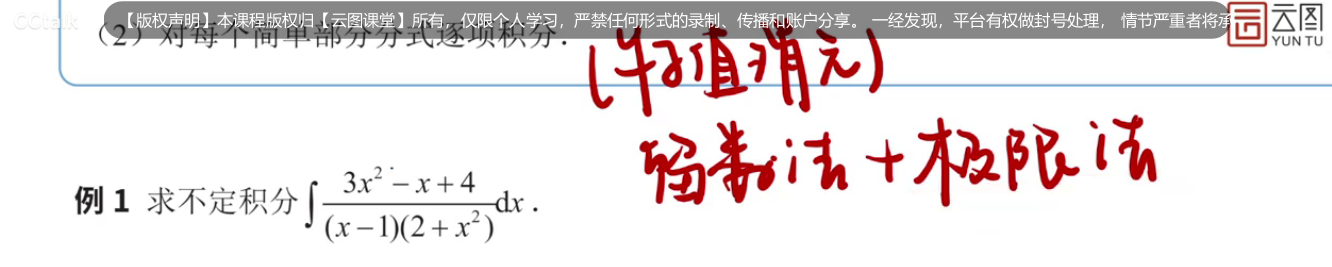 CCtalk
【版权声明】本课程版权归【云图课堂】所有，仅限个人学习，严禁任何形式的录制、传播和账户分享。 一经发现，平台有权做封号处理， 情节严重者将承
云图
YUN TU
（2）对每个简单部分分式逐项积分．
(特值消元)
留数法+极限法
例 1 求不定积分∫ (3x² − x + 4)/((x − 1)(2 + x²)) dx .